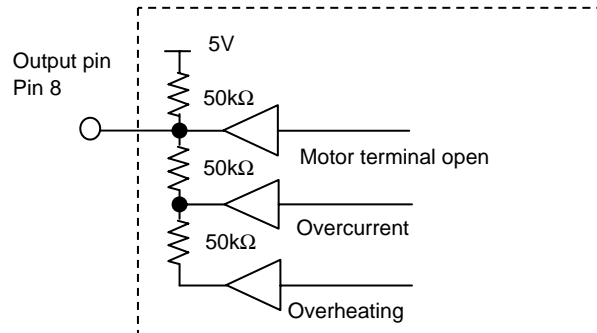 5V
Output pin
Pin 8
50kΩ
Motor terminal open
50kΩ
Overcurrent
50kΩ
Overheating